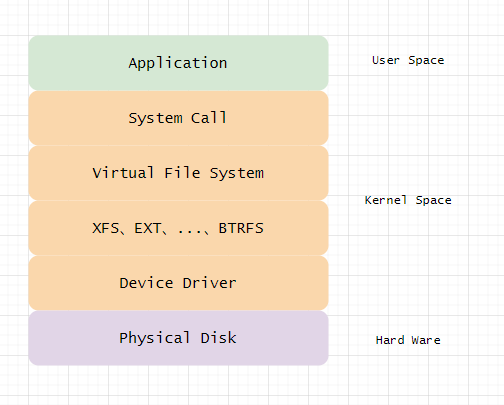 Application
User Space
System Call
Virtual File System
Kernel Space
XFS、EXT、...、BTRFS
Device Driver
Physical Disk
Hard Ware